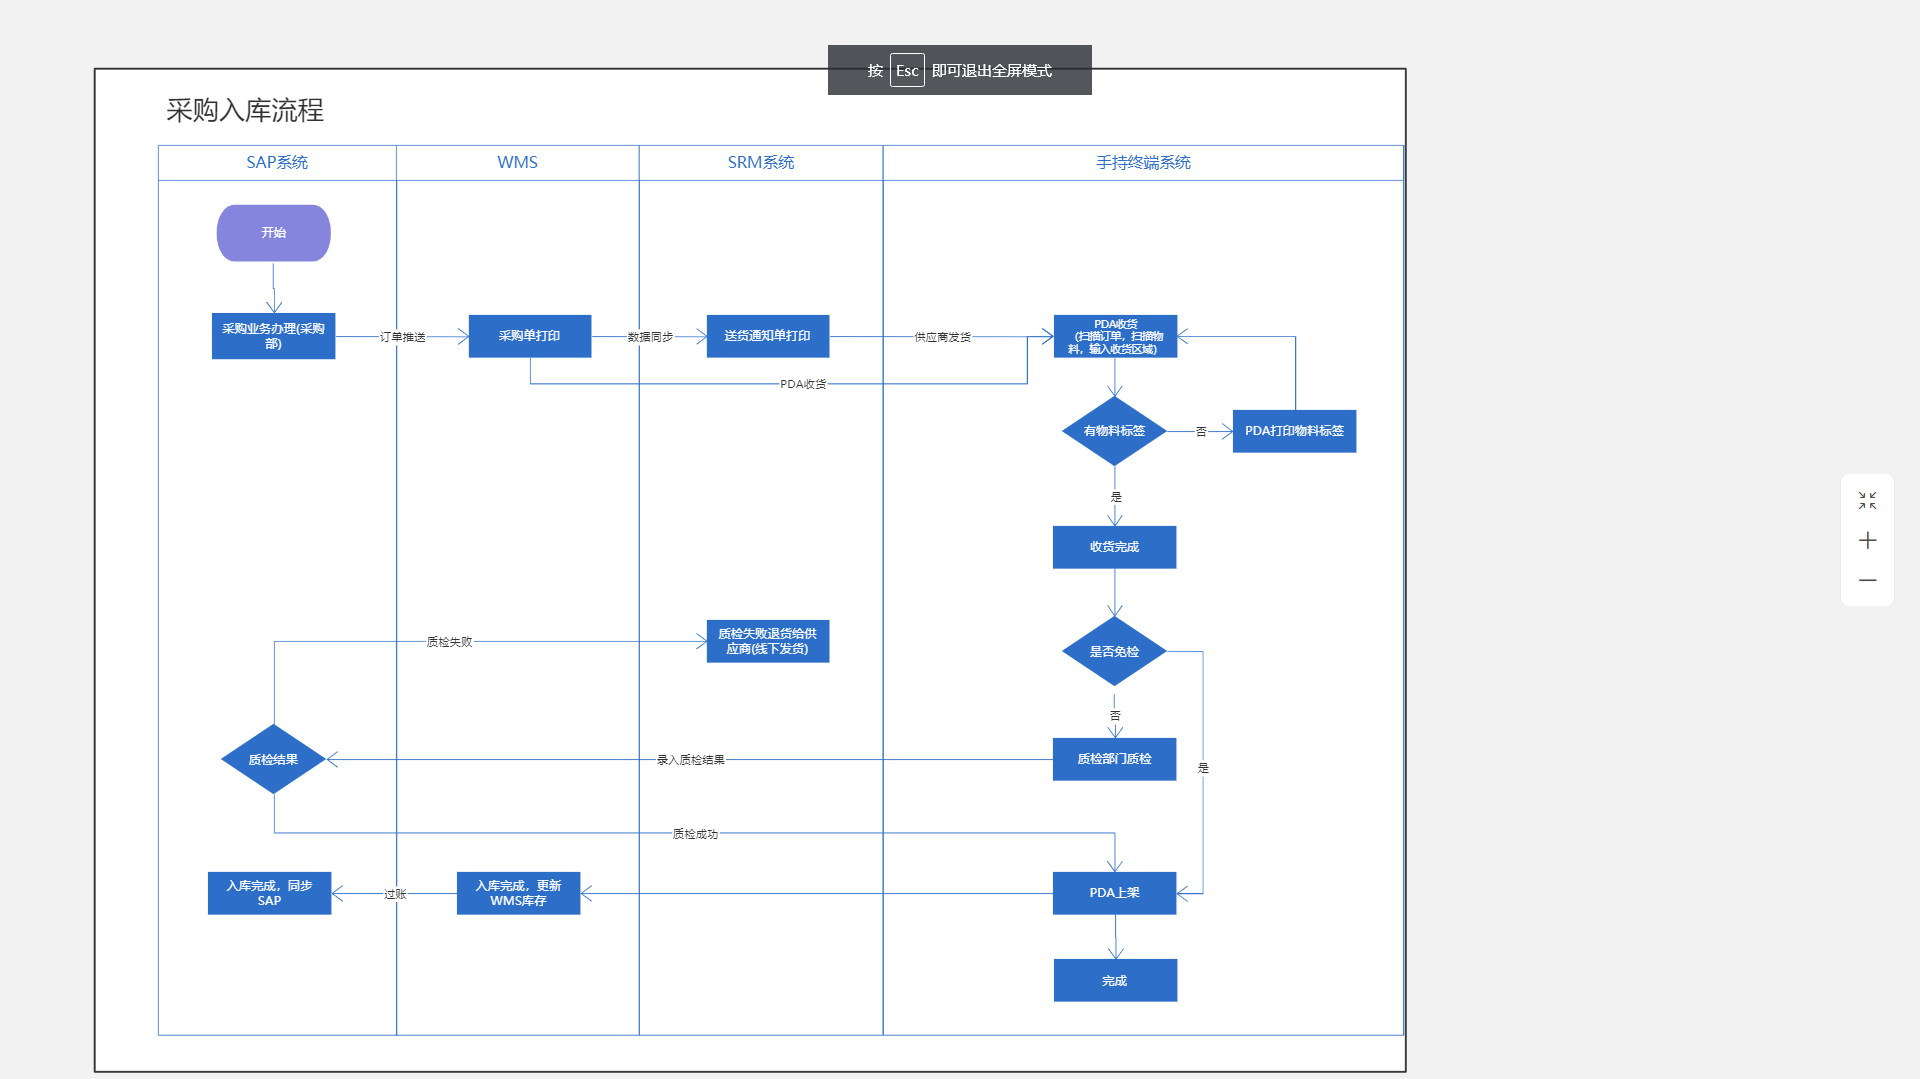 按 Esc 即可退出全屏模式
采购入库流程
SAP系统
WMS
SRM系统
手持终端系统
开始
采购业务办理(采购
部)
订单推送
采购单打印
数据同步
送货通知单打印
供应商发货
PDA收货
(扫描订单，扫描物
料，输入收货区域)
PDA收货
有物料标签
否
PDA打印物料标签
是
收货完成
质检失败
质检失败退货给供
应商(线下发货)
是否免检
否
质检结果
录入质检结果
质检部门质检
是
质检成功
入库完成，同步
SAP
过账
入库完成，更新
WMS库存
PDA上架
完成